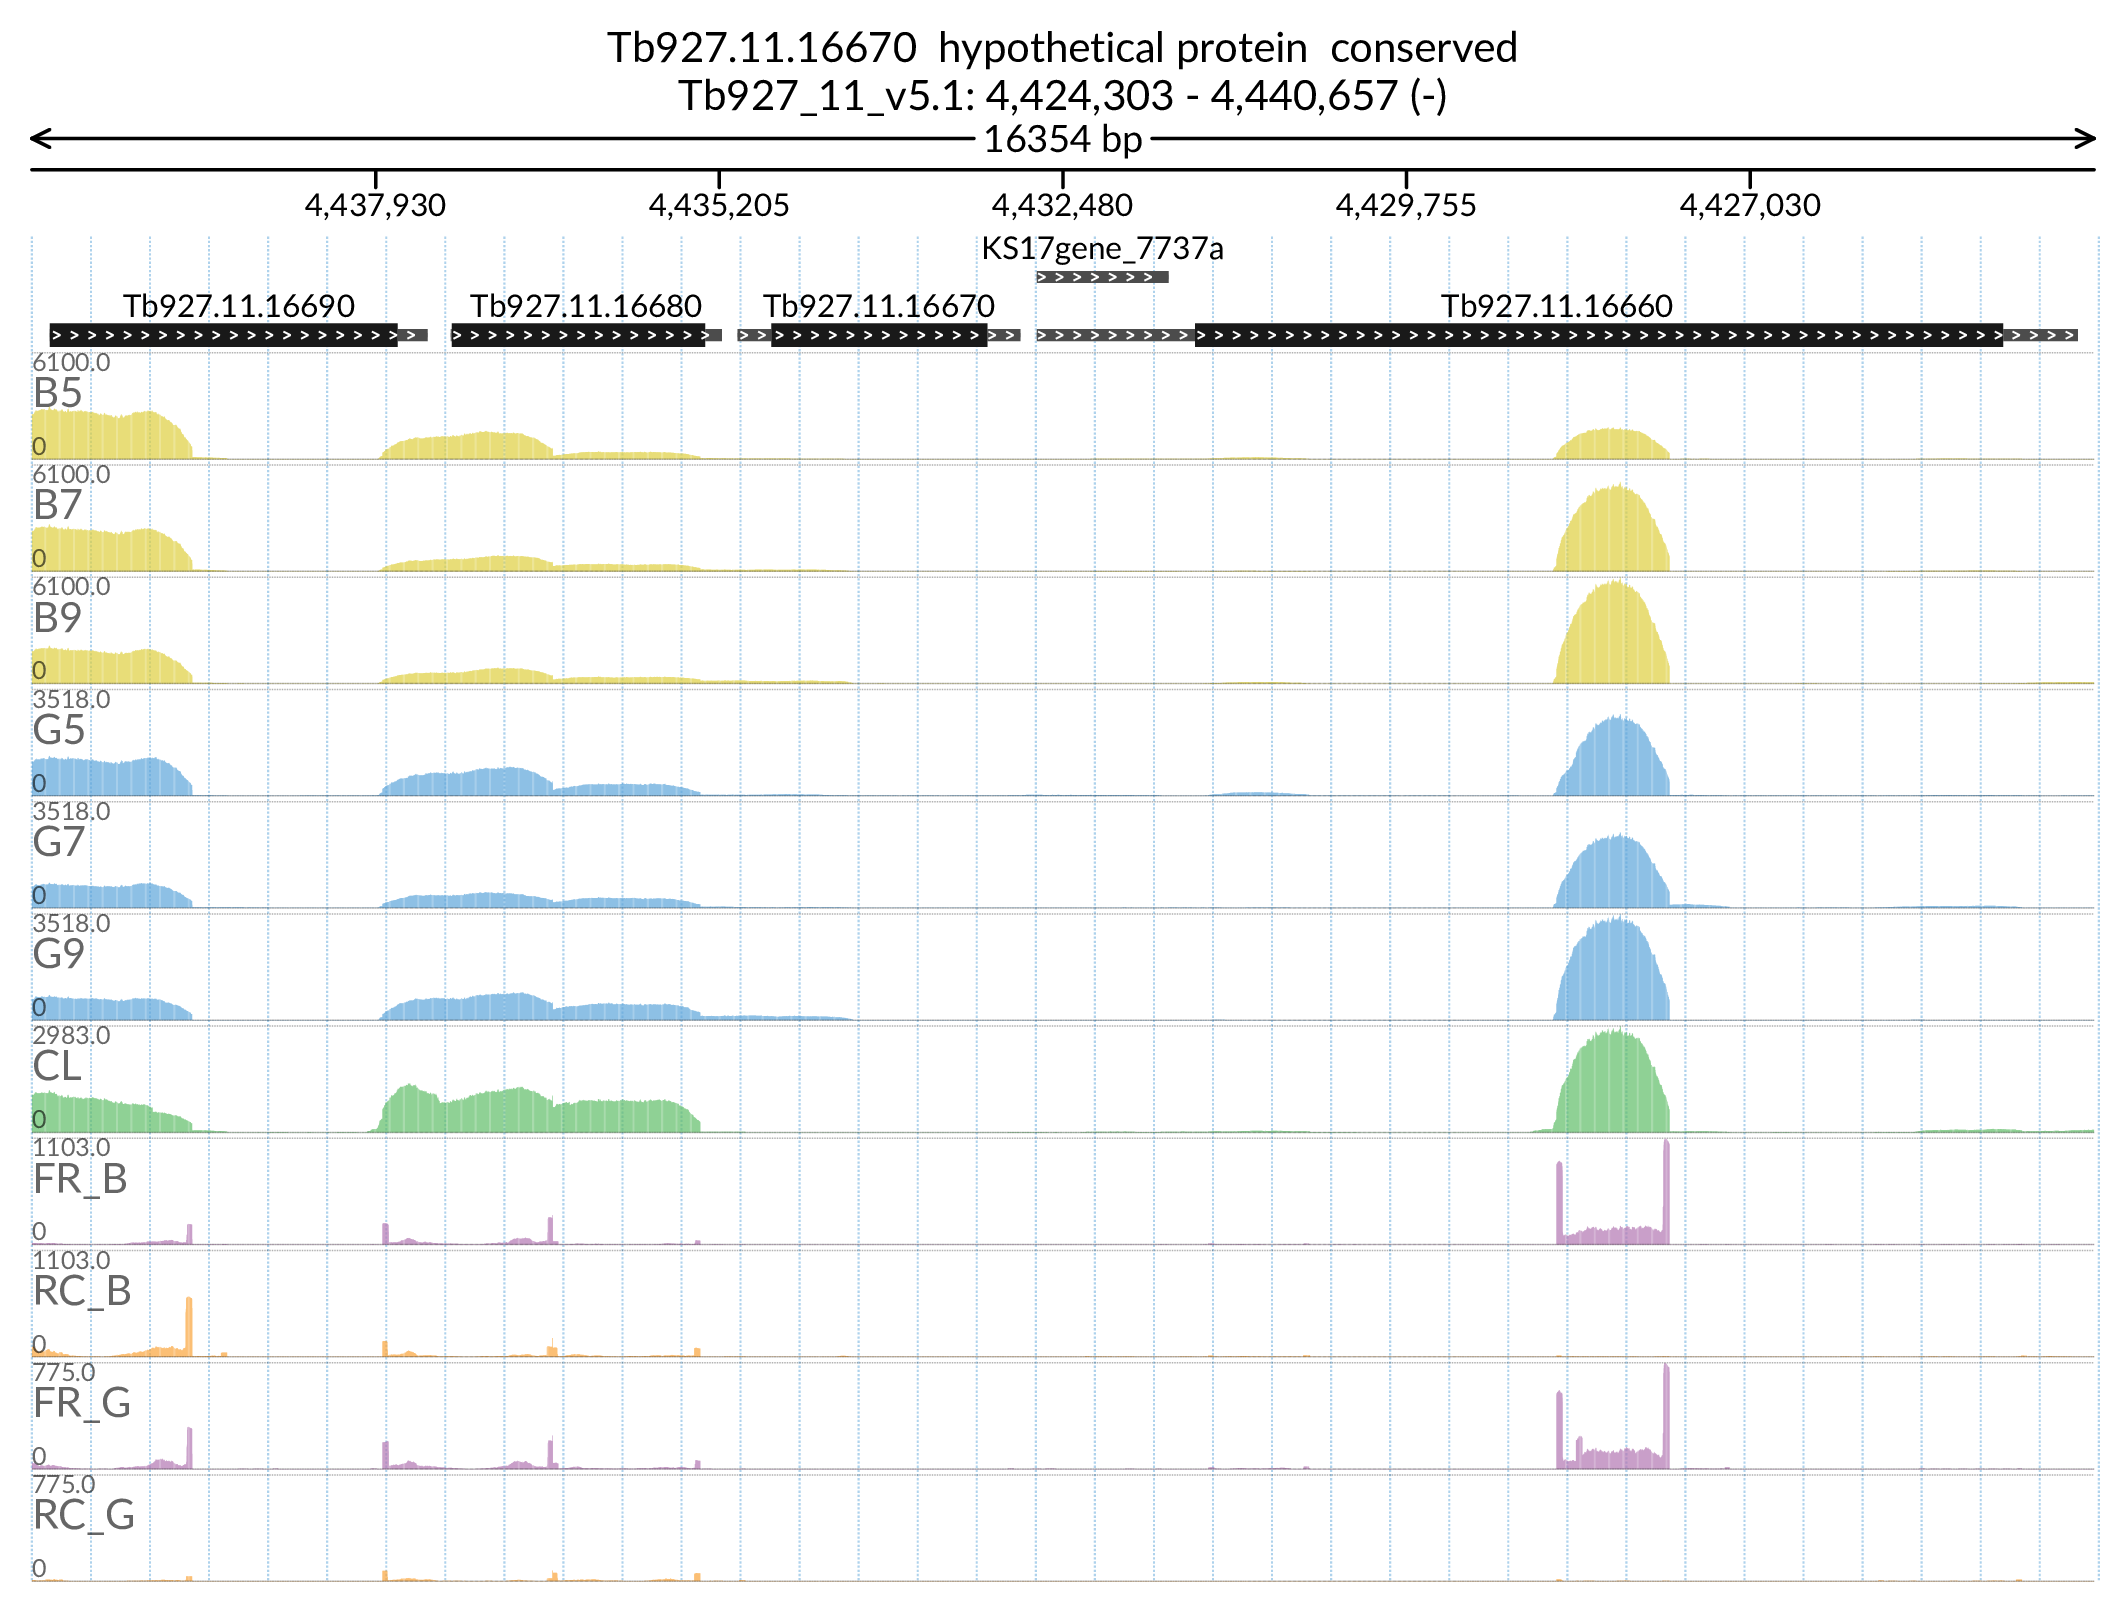 Tb927.11.16670  hypothetical protein  conserved
Tb927_11_v5.1: 4,424,303 - 4,440,657 (-)
16354 bp
4,437,930 4,435,205 4,432,480 4,429,755 4,427,030
KS17gene_7737a
Tb927.11.16690 Tb927.11.16680 Tb927.11.16670 Tb927.11.16660
6100.0
B5
0
6100.0
B7
0
6100.0
B9
0
3518.0
G5
0
3518.0
G7
0
3518.0
G9
0
2983.0
CL
0
1103.0
FR_B
0
1103.0
RC_B
0
775.0
FR_G
0
775.0
RC_G
0